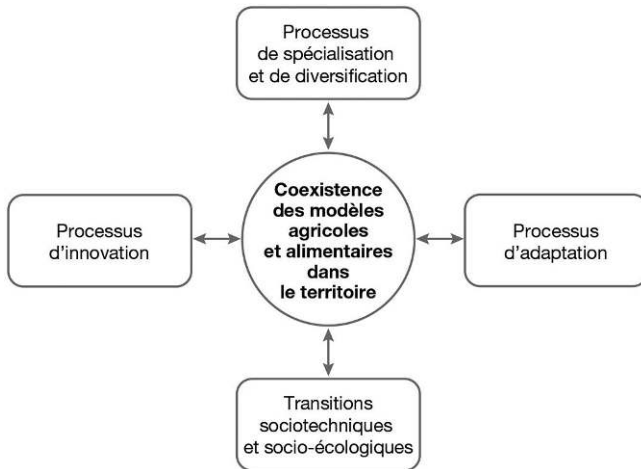 Processus
de spécialisation
et de diversification
Processus
d'innovation
Coexistence
des modèles
agricoles
et alimentaires
dans
le territoire
Processus
d'adaptation
Transitions
sociotechniques
et socio-écologiques